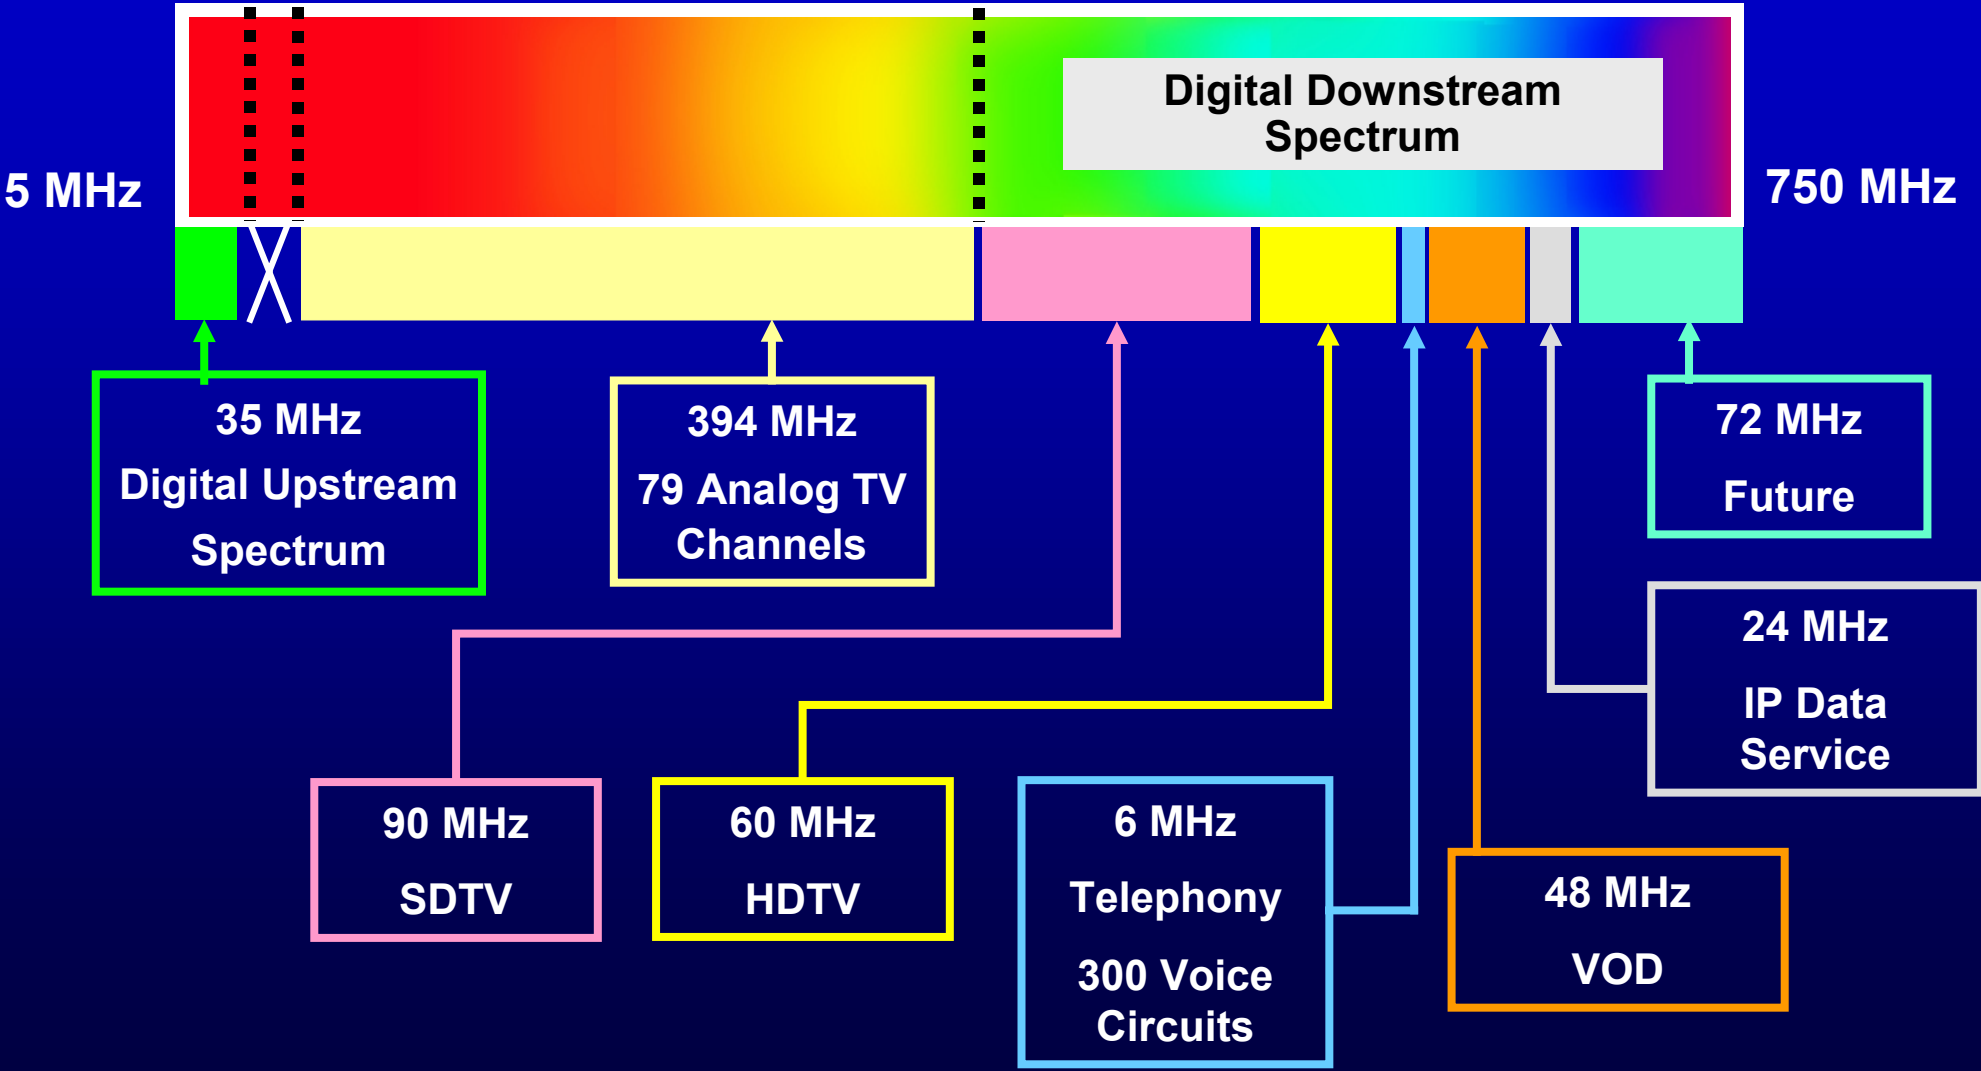 Digital Downstream
Spectrum
5 MHz
750 MHz
35 MHz
Digital Upstream
Spectrum
394 MHz
79 Analog TV
Channels
72 MHz
Future
24 MHz
IP Data
Service
90 MHz
SDTV
60 MHz
HDTV
6 MHz
Telephony
300 Voice
Circuits
48 MHz
VOD